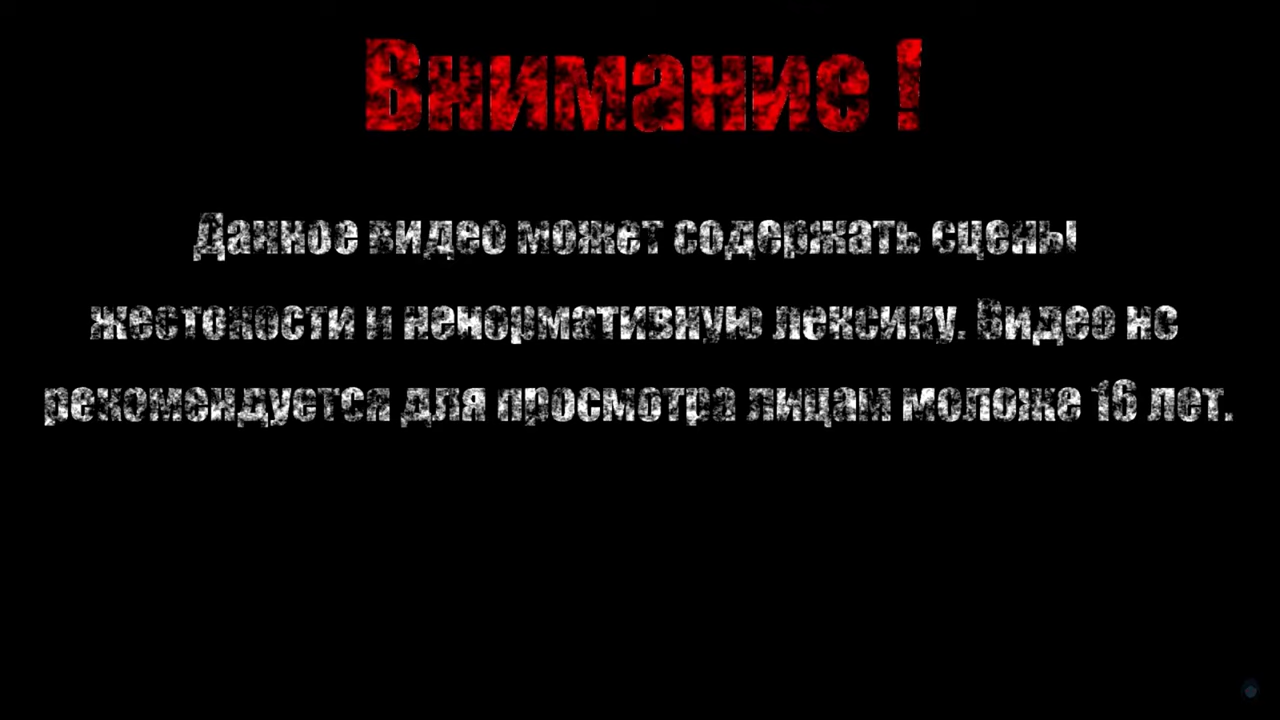 Внимание !
Данное видео может содержать сцены
жестокости и ненормативную лексику. Видео не
рекомендуется для просмотра лицам моложе 16 лет.